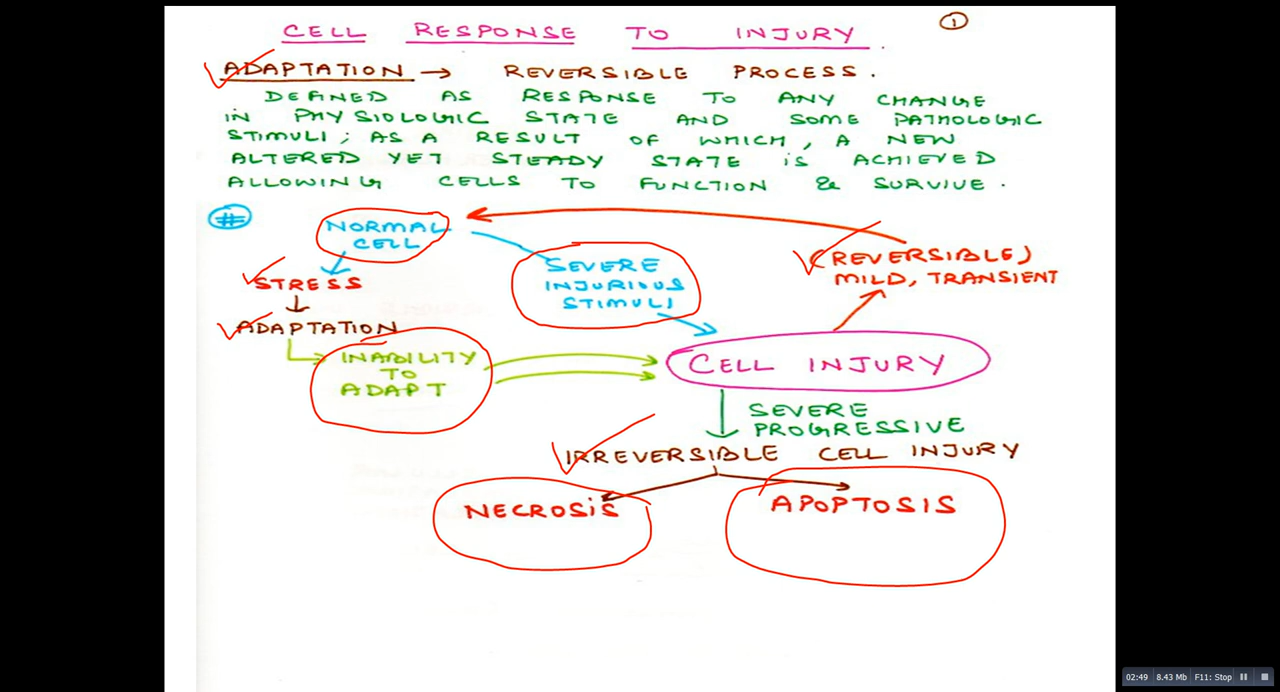 CELL RESPONSE TO INJURY.
1
ADAPTATION → REVERSIBLE PROCESS.
DEFINED AS RESPONSE TO ANY CHANGE
IN PHYSIOLOGIC STATE AND SOME PATHOLOGIC
STIMULI; AS A RESULT OF WHICH, A NEW
ALTERED YET STEADY STATE IS ACHIEVED
ALLOWING CELLS TO FUNCTION & SURVIVE.
#
NORMAL
CELL
SEVERE
INJURIOUS
STIMULI
(REVERSIBLE)
MILD, TRANSIENT
STRESS
ADAPTATION
INABILITY
TO
ADAPT
CELL INJURY
SEVERE
PROGRESSIVE
IRREVERSIBLE CELL INJURY
NECROSIS
APOPTOSIS
02:49 8.43 Mb F11: Stop